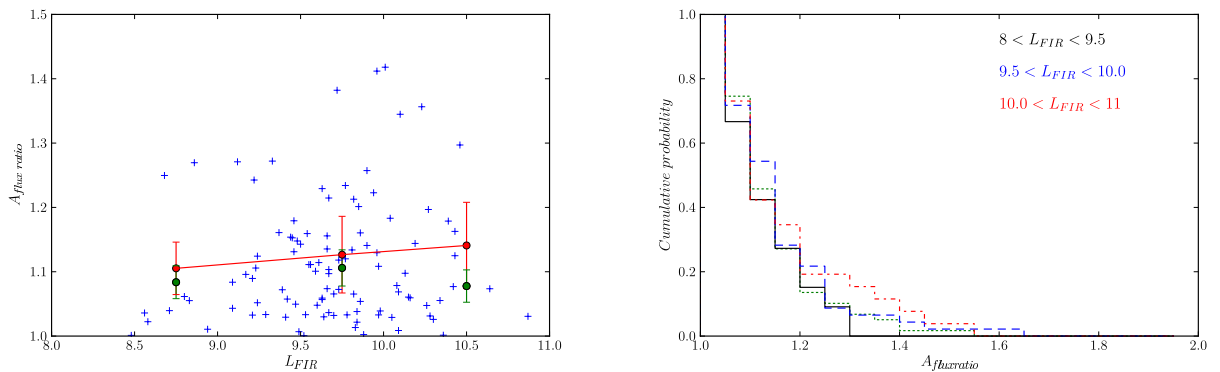 1.5
1.4
1.3
1.2
1.1
1.0
A_{flux ratio}
8.0 8.5 9.0 9.5 10.0 10.5 11.0
L_{FIR}
1.0
0.8
0.6
0.4
0.2
0.0
Cumulative probability
8 < L_{FIR} < 9.5
9.5 < L_{FIR} < 10.0
10.0 < L_{FIR} < 11
1.0 1.2 1.4 1.6 1.8 2.0
A_{fluxratio}